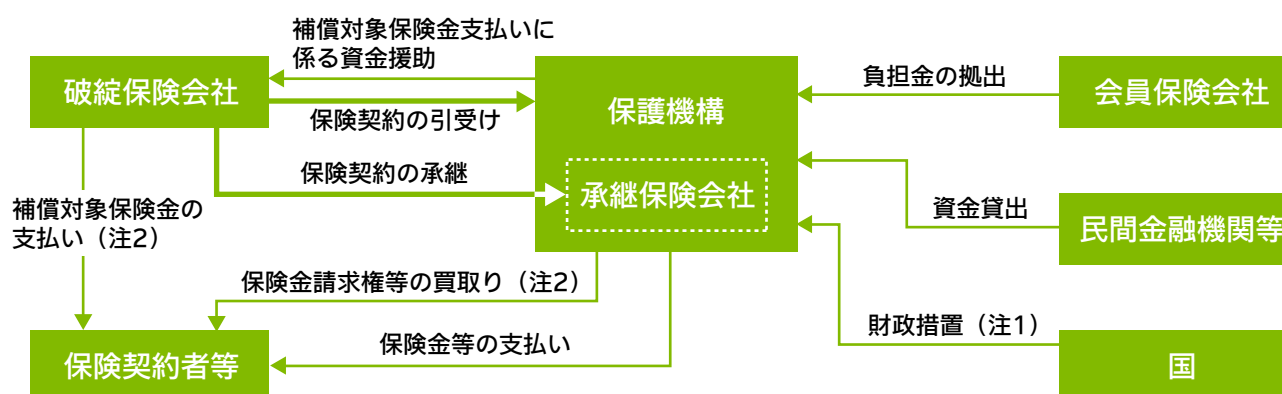 補償対象保険金支払いに
係る資金援助
破綻保険会社
保険契約の引受け
保険契約の承継
保護機構
承継保険会社
負担金の拠出
会員保険会社
資金貸出
民間金融機関等
補償対象保険金の
支払い（注2）
保険金請求権等の買取り（注2）
財政措置（注1）
保険金等の支払い
保険契約者等
国